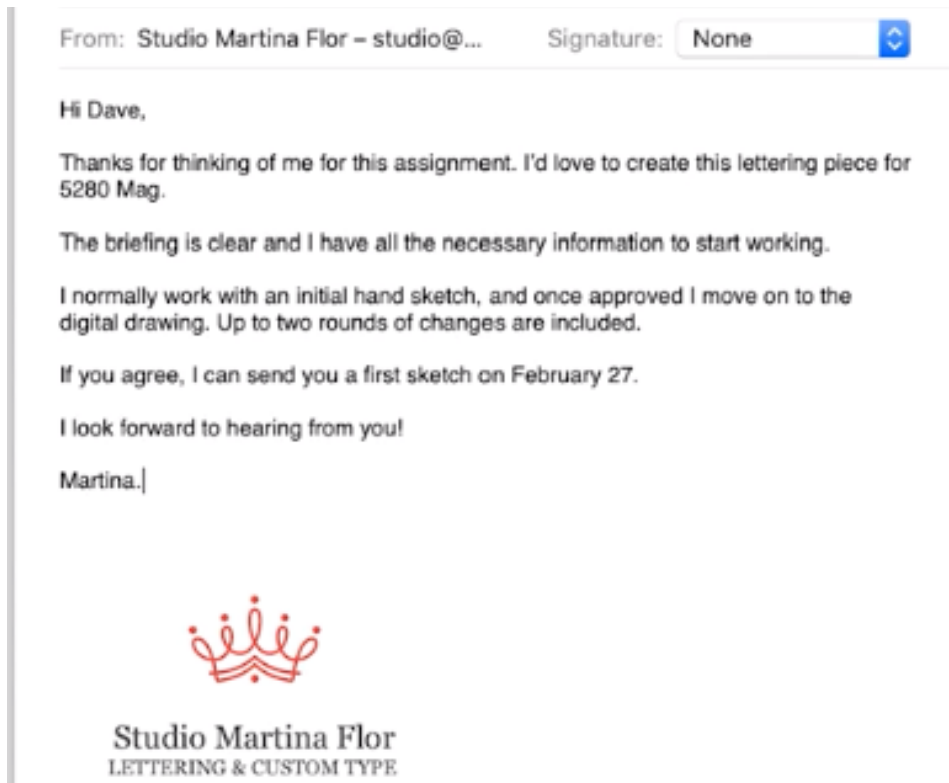 From: Studio Martina Flor – studio@... Signature: None
Hi Dave,
Thanks for thinking of me for this assignment. I'd love to create this lettering piece for
5280 Mag.
The briefing is clear and I have all the necessary information to start working.
I normally work with an initial hand sketch, and once approved I move on to the
digital drawing. Up to two rounds of changes are included.
If you agree, I can send you a first sketch on February 27.
I look forward to hearing from you!
Martina.
Studio Martina Flor
LETTERING & CUSTOM TYPE